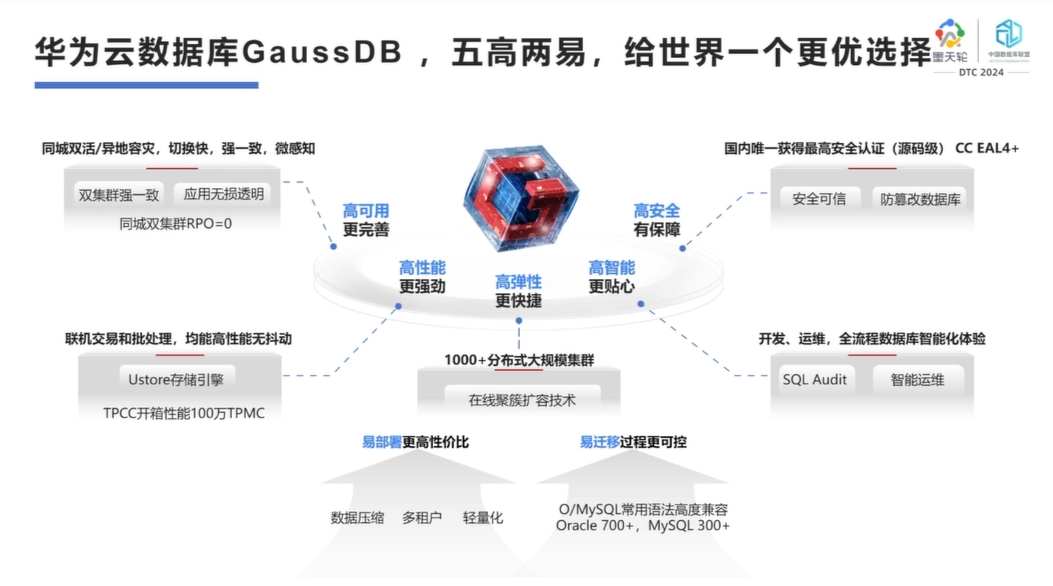 华为云数据库GaussDB ，五高两易，给世界一个更优选择
墨天轮
中国数据库联盟
DTC 2024
同城双活/异地容灾，切换快，强一致，微感知
双集群强一致
应用无损透明
同城双集群RPO=0
国内唯一获得最高安全认证（源码级） CC EAL4+
安全可信
防篡改数据库
高可用
更完善
高安全
有保障
高性能
更强劲
高弹性
更快捷
高智能
更贴心
联机交易和批处理，均能高性能无抖动
Ustore存储引擎
TPCC开箱性能100万TPMC
1000+分布式大规模集群
在线聚簇扩容技术
开发、运维，全流程数据库智能化体验
SQL Audit
智能运维
易部署更高性价比
数据压缩
多租户
轻量化
易迁移过程更可控
O/MySQL常用语法高度兼容
Oracle 700+，MySQL 300+